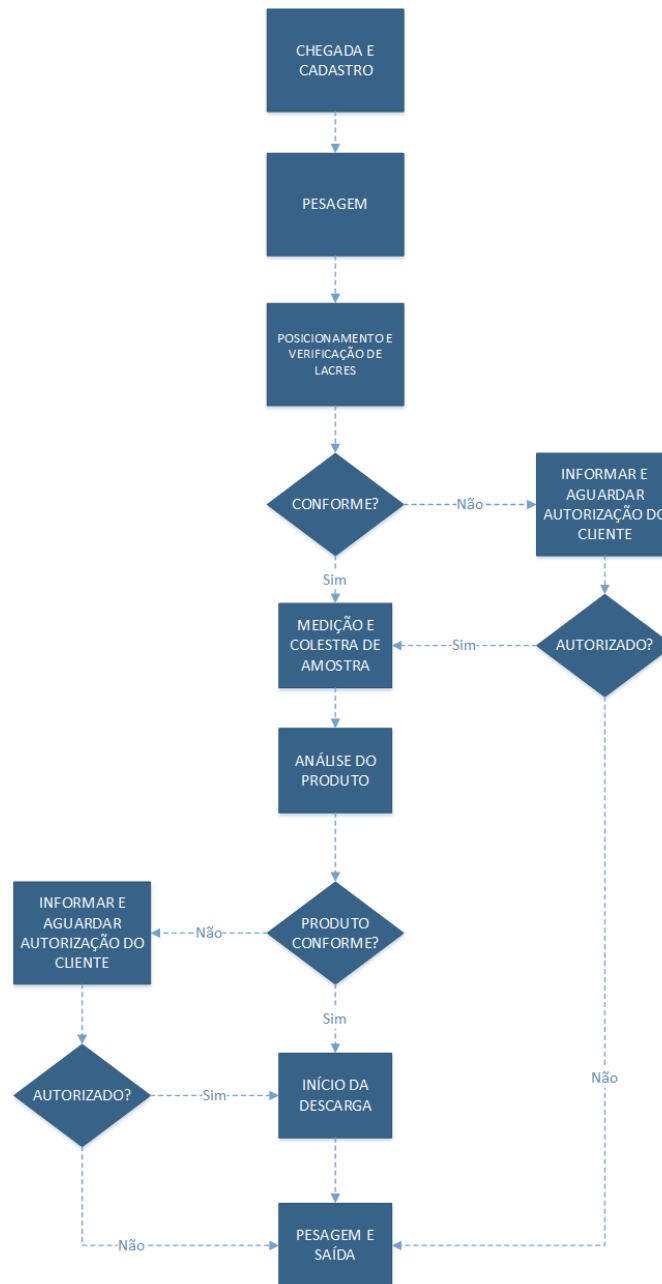 CHEGADA E
CADASTRO
PESAGEM
POSICIONAMENTO E
VERIFICAÇÃO DE
LACRES
CONFORME?
Não
INFORMAR E
AGUARDAR
AUTORIZAÇÃO DO
CLIENTE
Sim
MEDIÇÃO E
COLESTRA DE
AMOSTRA
Sim
AUTORIZADO?
ANÁLISE DO
PRODUTO
INFORMAR E
AGUARDAR
AUTORIZAÇÃO DO
CLIENTE
Não
PRODUTO
CONFORME?
Sim
AUTORIZADO?
Sim
INÍCIO DA
DESCARGA
Não
Não
PESAGEM E
SAÍDA